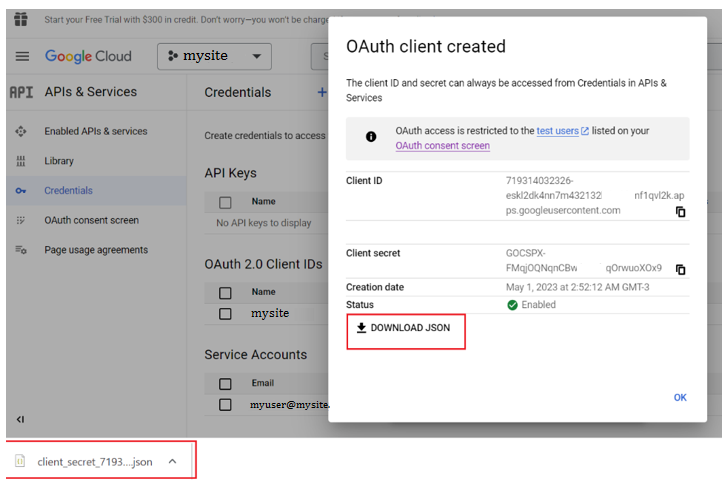 Start your Free Trial with $300 in credit. Don't worry—you won't be charge
Google Cloud
mysite
S
API APIs & Services
Enabled APIs & services
Library
Credentials
OAuth consent screen
Page usage agreements
Credentials +
Create credentials to access
API Keys
Name
No API keys to display
OAuth 2.0 Client IDs
Name
mysite
Service Accounts
Email
myuser@mysite.
OAuth client created
The client ID and secret can always be accessed from Credentials in APIs &
Services
OAuth access is restricted to the test users listed on your
OAuth consent screen
Client ID
719314032326-
eskl2dk4nn7m432132 nf1qvl2k.ap
ps.googleusercontent.com
Client secret
GOCSPX-
FMqjOQNqnCBw qOrwuoXOx9
Creation date May 1, 2023 at 2:52:12 AM GMT-3
Status Enabled
DOWNLOAD JSON
OK
client_secret_7193....json